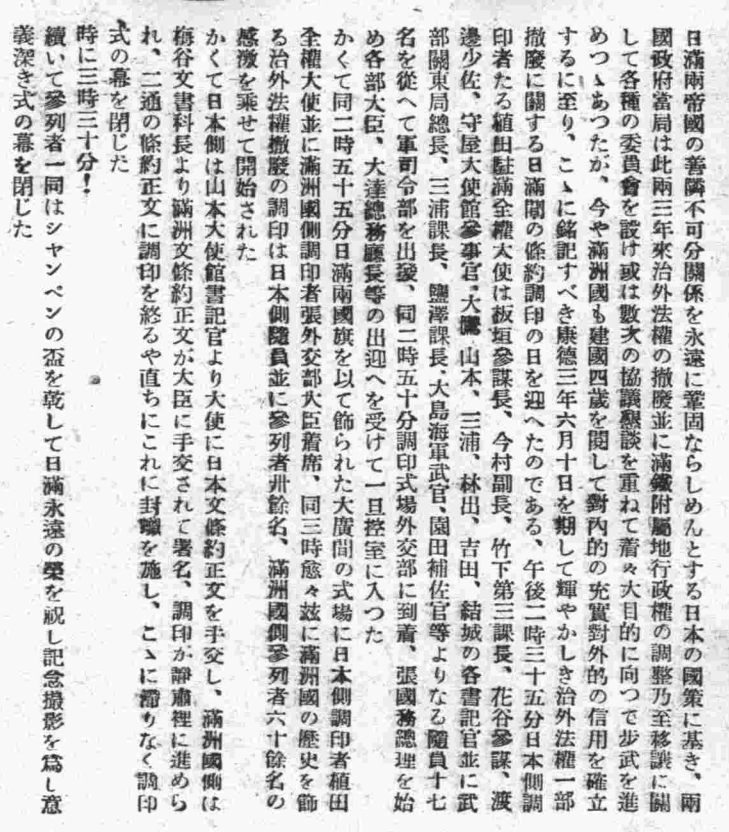 日滿兩帝國の善隣不可分關係を永遠に鞏固ならしめんとする日本の國策に基き、兩
國政府當局は此兩三年來治外法權の撤廢並に滿鐵附屬地行政權の調整乃至移讓に關
して各種の委員會を設け或は數次の協議懇談を重ねて着々大目的に向つて步武を進
めつゝあつたが、今や滿洲國も建國四歲を閱して對內的の充實對外的の信用を確立
するに至り、こゝに銘記すべき康德三年六月十日を期して輝やかしき治外法權一部
撤廢に關する日滿間の條約調印の日を迎へたのである、午後二時三十五分日本側調
印者たる植田駐滿全權大使は板垣參謀長、今村副長、竹下第三課長、花谷參謀、渡
邊少佐、守屋大使館參事官、大鷹、山本、三浦、林出、吉田、結城の各書記官並に武
部關東局總長、三浦課長、鹽澤課長、大島海軍武官、園田補佐官等よりなる隨員十七
名を從へて軍司令部を出發、同二時五十分調印式場外交部に到着、張國務總理を始
め各部大臣、大達總務廳長等の出迎へを受けて一旦控室に入つた
かくて同二時五十五分日滿兩國旗を以て飾られた大廣間の式場に日本側調印者植田
全權大使並に滿洲國側調印者張外交部大臣着席、同三時愈々玆に滿洲國の歷史を飾
る治外法權撤廢の調印は日本側隨員並に參列者卅餘名、滿洲國側參列者六十餘名の
感激を乘せて開始された
かくて日本側は山本大使館書記官より大使に日本文條約正文を手交し、滿洲國側は
梅谷文書科長より滿洲文條約正文が大臣に手交されて署名、調印が靜肅裡に進めら
れ、二通の條約正文に調印を終るや直ちにこれに封蠟を施し、こゝに滯りなく調印
式の幕を閉じた
時に三時三十分！
續いて參列者一同はシャンペンの盃を乾して日滿永遠の榮を祝し記念撮影を爲し意
義深き式の幕を閉じた